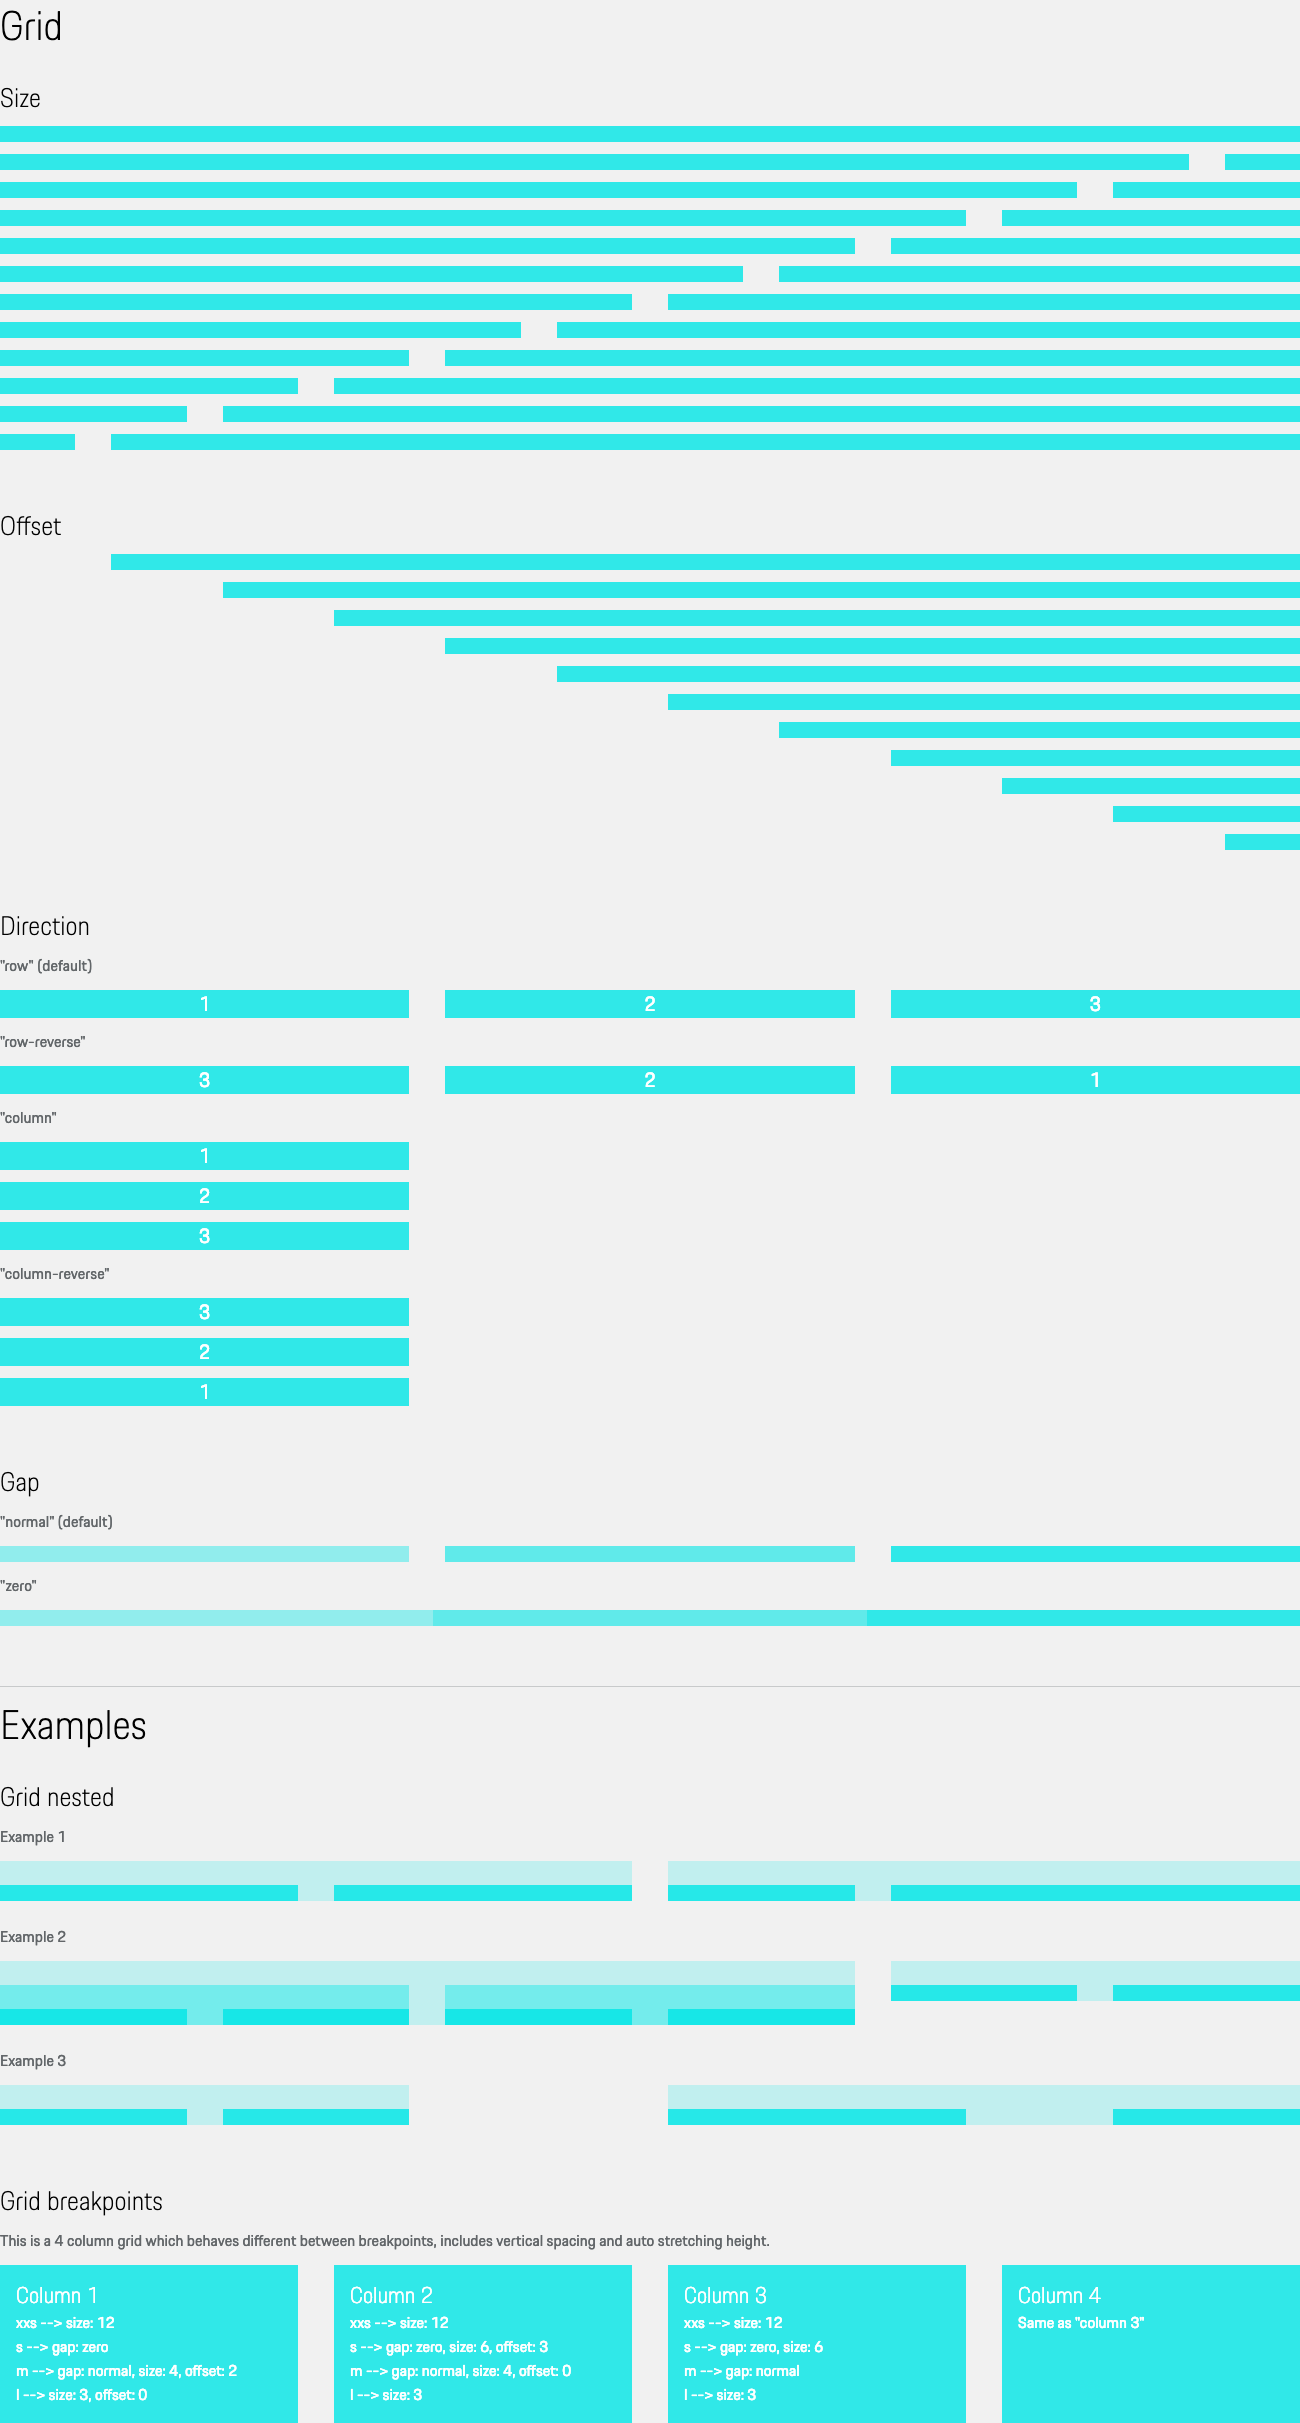 Grid
Size
Offset
Direction
"row" (default)
1 2 3
"row-reverse"
3 2 1
"column"
1
2
3
"column-reverse"
3
2
1
Gap
"normal" (default)
"zero"
Examples
Grid nested
Example 1
Example 2
Example 3
Grid breakpoints
This is a 4 column grid which behaves different between breakpoints, includes vertical spacing and auto stretching height.
Column 1
xxs --> size: 12
s --> gap: zero
m --> gap: normal, size: 4, offset: 2
l --> size: 3, offset: 0
Column 2
xxs --> size: 12
s --> gap: zero, size: 6, offset: 3
m --> gap: normal, size: 4, offset: 0
l --> size: 3
Column 3
xxs --> size: 12
s --> gap: zero, size: 6
m --> gap: normal
l --> size: 3
Column 4
Same as "column 3"